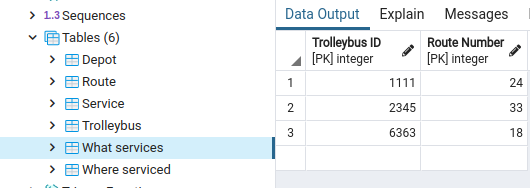 1.3 Sequences
Tables (6)
Depot
Route
Service
Trolleybus
What services
Where serviced
Data Output Explain Messages
Trolleybus ID Route Number
[PK] integer [PK] integer
1 1111 24
2 2345 33
3 6363 18